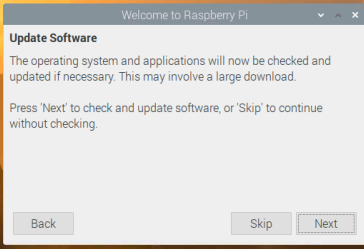 Welcome to Raspberry Pi
Update Software
The operating system and applications will now be checked and
updated if necessary. This may involve a large download.
Press 'Next' to check and update software, or 'Skip' to continue
without checking.
Back
Skip
Next